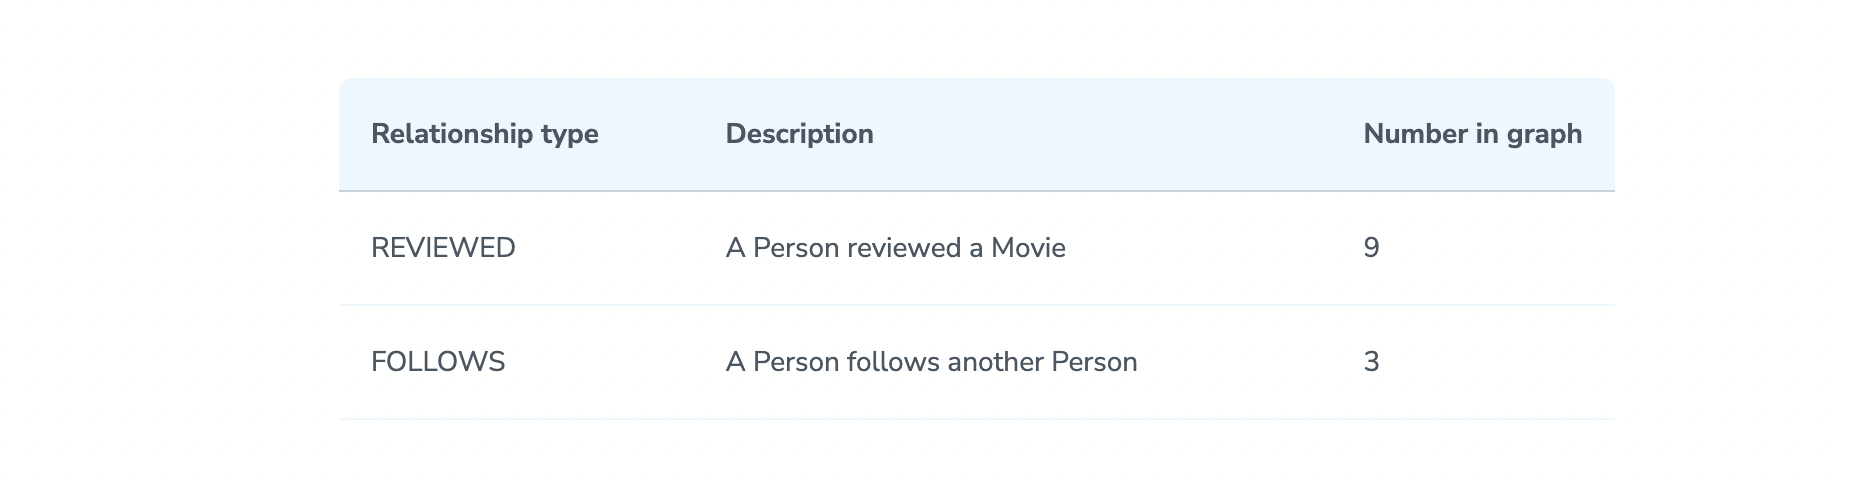 Relationship type Description Number in graph
REVIEWED A Person reviewed a Movie 9
FOLLOWS A Person follows another Person 3